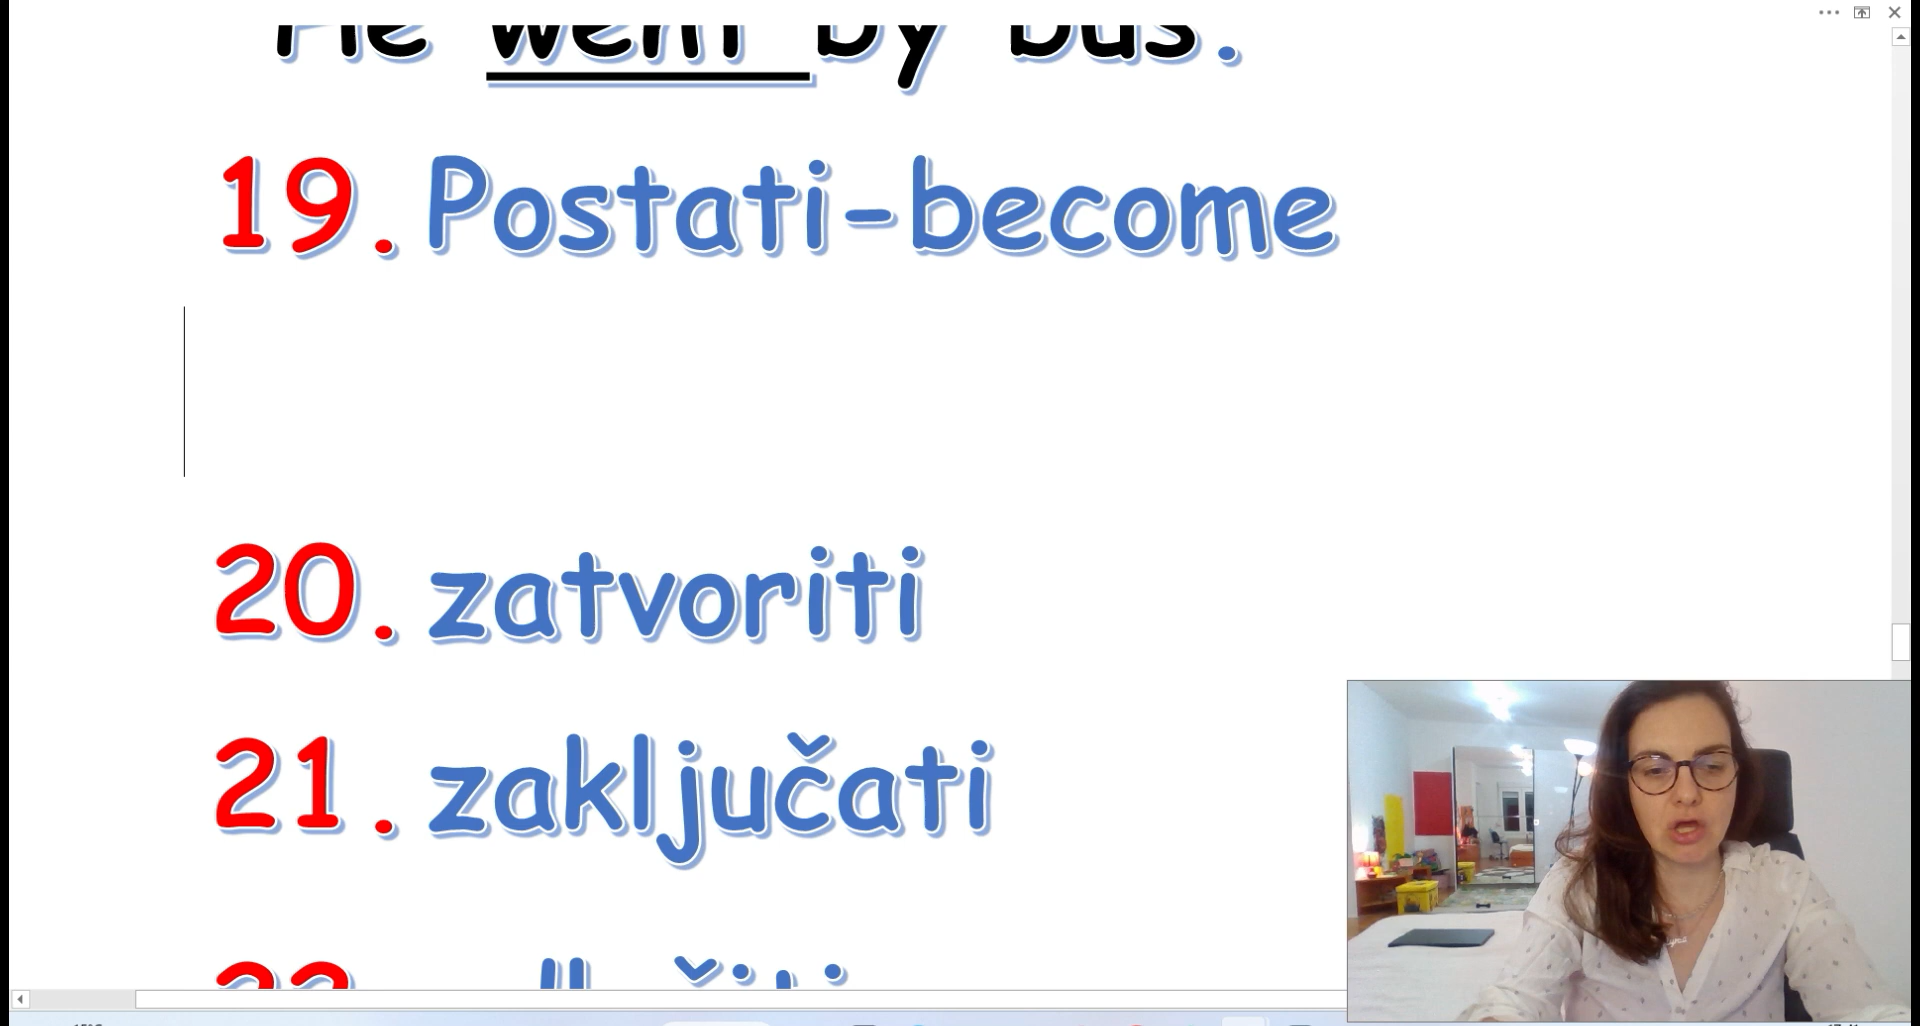 He went by bus.
19. Postati-become
20. zatvoriti
21. zaključati